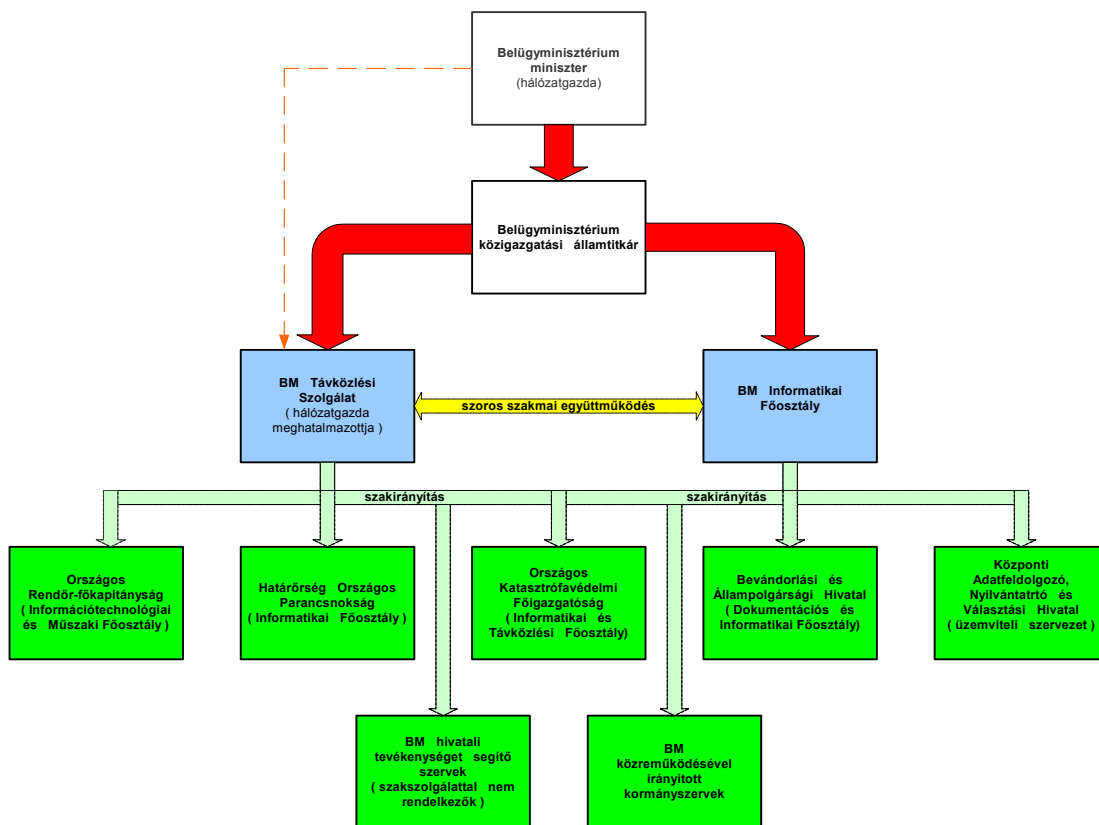 Belügyminisztérium
miniszter
(hálózatgazda)
Belügyminisztérium
közigazgatási államtitkár
BM Távközlési
Szolgálat
( hálózatgazda
meghatalmazottja )
szoros szakmai együttműködés
BM Informatikai
Főosztály
szakirányítás
szakirányítás
Országos
Rendőr-főkapitányság
( Információtechnológiai
és Műszaki Főosztály )
Határőrség Országos
Parancsnokság
( Informatikai Főosztály )
Országos
Katasztrófavédelmi
Főigazgatóság
( Informatikai és
Távközlési Főosztály)
Bevándorlási és
Állampolgársági Hivatal
( Dokumentációs és
Informatikai Főosztály)
Központi
Adatfeldolgozó,
Nyilvántatrtó és
Választási Hivatal
( üzemviteli szervezet )
BM hivatali
tevékenységet segítő
szervek
( szakszolgálattal nem
rendelkezők )
BM
közreműködésével
irányított
kormányszervek